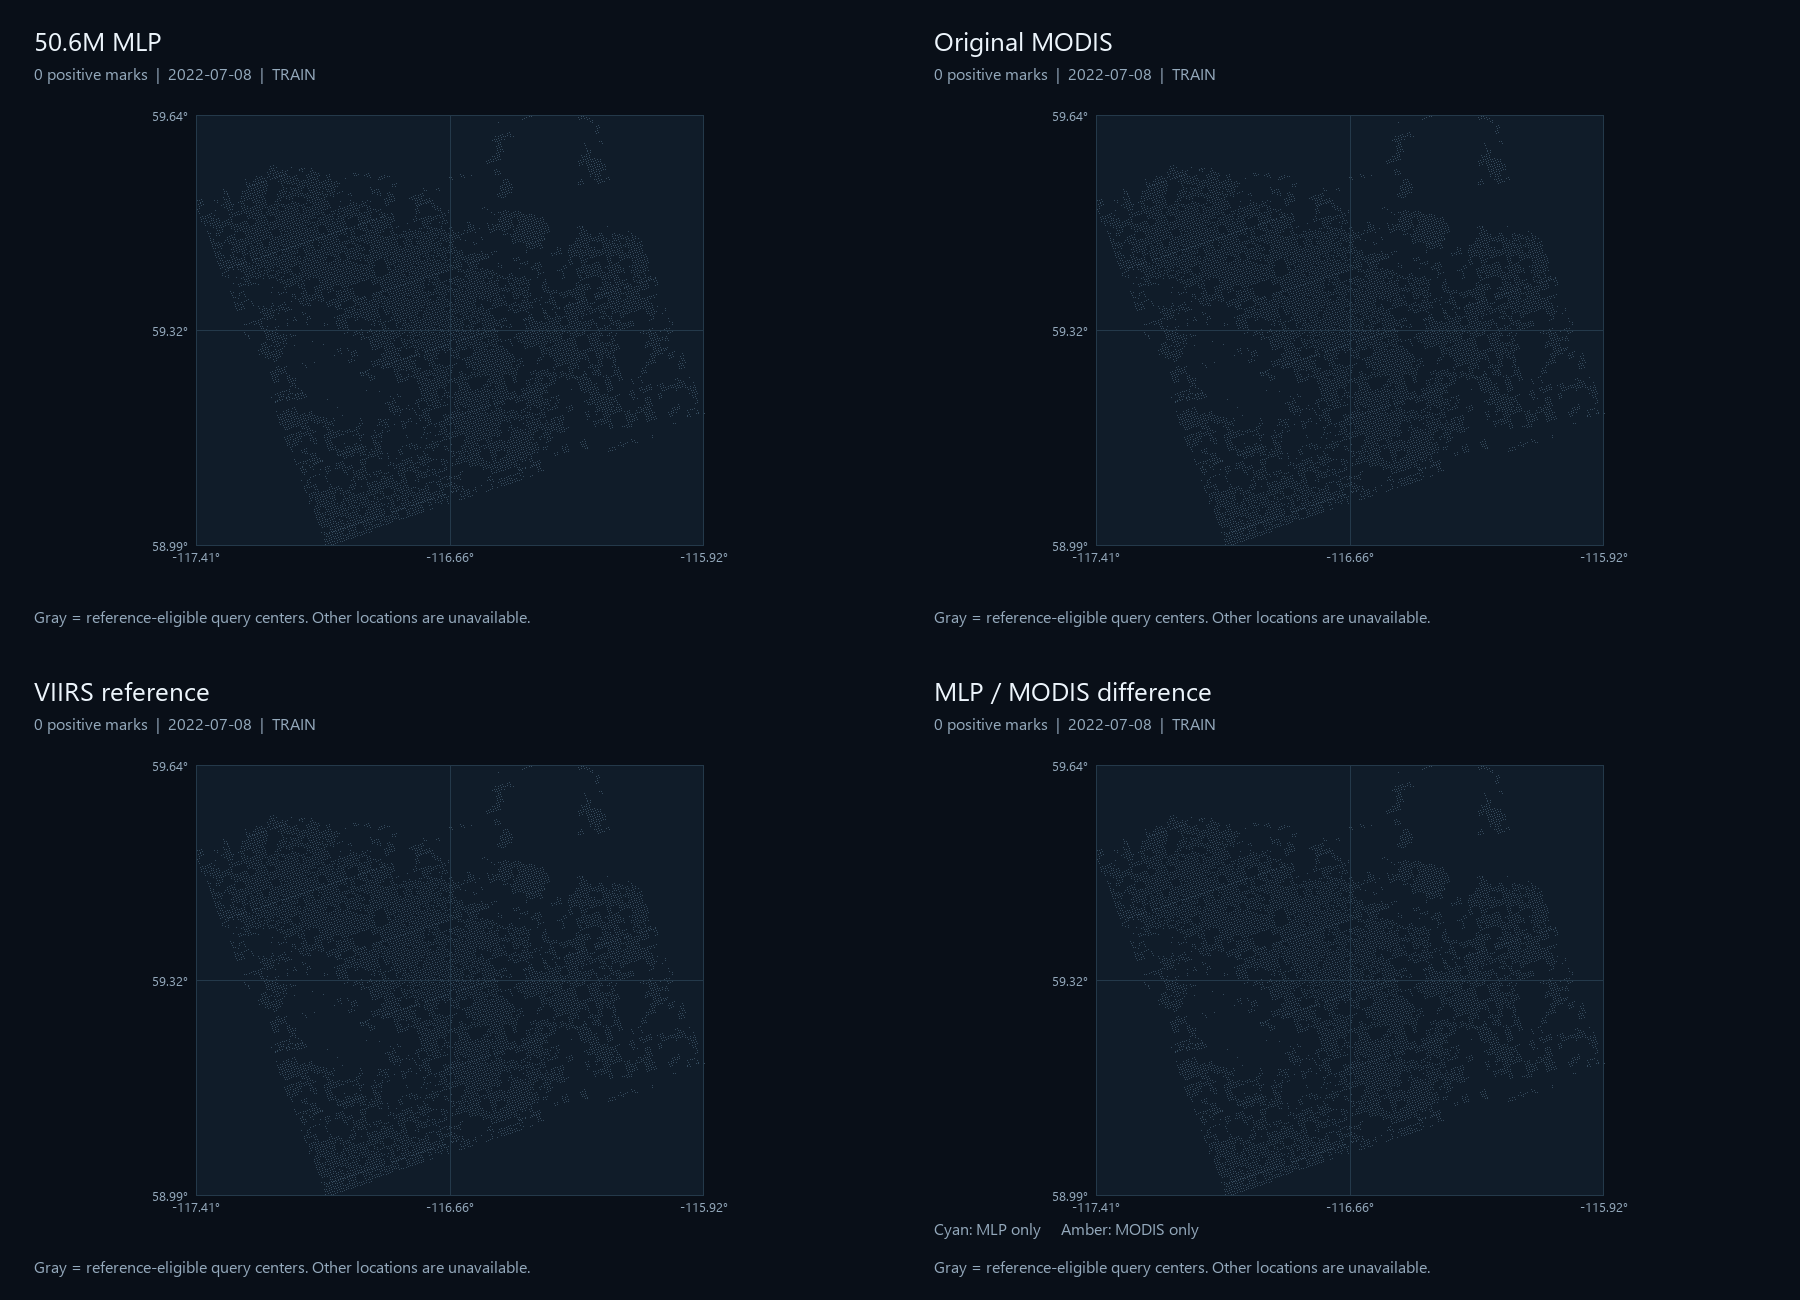 50.6M MLP
0 positive marks | 2022-07-08 | TRAIN
59.64°
59.32°
58.99°
-117.41° -116.66° -115.92°
Gray = reference-eligible query centers. Other locations are unavailable.
Original MODIS
0 positive marks | 2022-07-08 | TRAIN
59.64°
59.32°
58.99°
-117.41° -116.66° -115.92°
Gray = reference-eligible query centers. Other locations are unavailable.
VIIRS reference
0 positive marks | 2022-07-08 | TRAIN
59.64°
59.32°
58.99°
-117.41° -116.66° -115.92°
Gray = reference-eligible query centers. Other locations are unavailable.
MLP / MODIS difference
0 positive marks | 2022-07-08 | TRAIN
59.64°
59.32°
58.99°
-117.41° -116.66° -115.92°
Cyan: MLP only Amber: MODIS only
Gray = reference-eligible query centers. Other locations are unavailable.